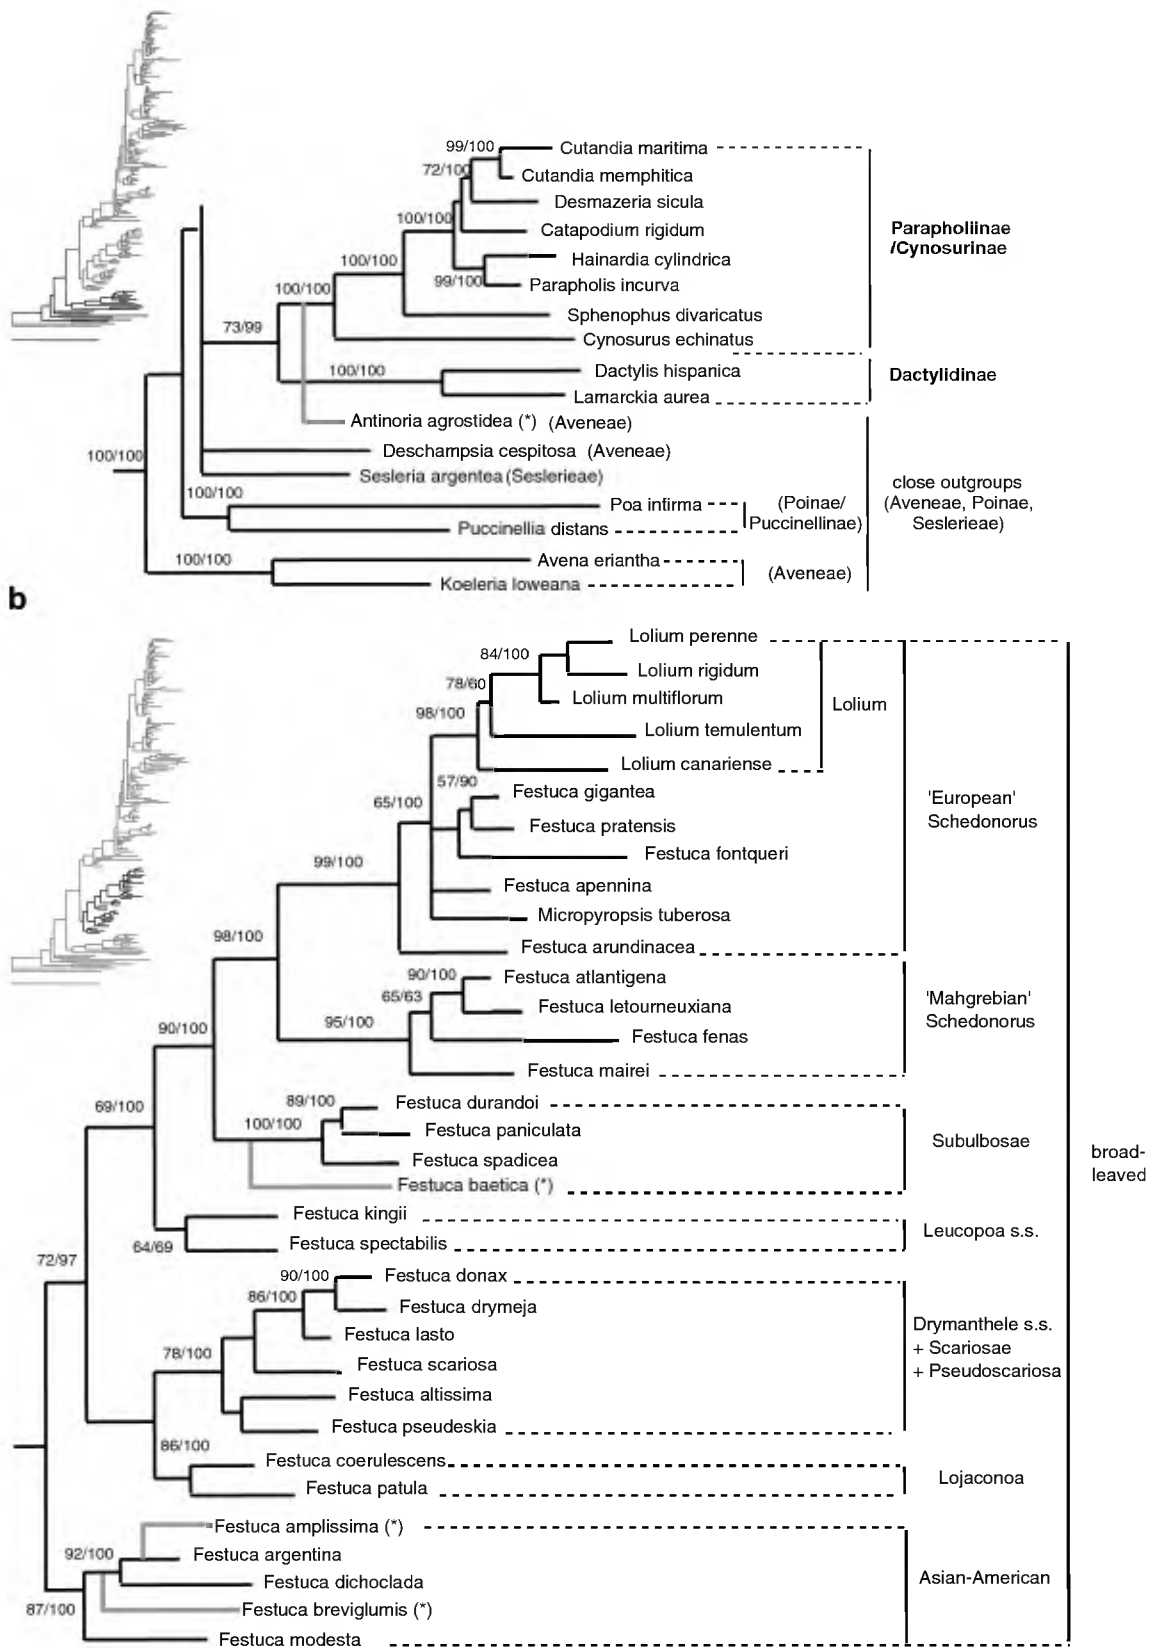 99/100
Cutandia maritima
72/100
Cutandia memphitica
Desmazeria sicula
100/100
Catapodium rigidum
Parapholiinae
/Cynosurinae
100/100
Hainardia cylindrica
99/100
Parapholis incurva
100/100
Sphenophus divaricatus
73/99
Cynosurus echinatus
100/100
Dactylis hispanica
Dactylidinae
Lamarckia aurea
Antinoria agrostidea (*) (Aveneae)
100/100
Deschampsia cespitosa (Aveneae)
Sesleria argentea (Seslerieae)
close outgroups
(Aveneae, Poinae,
Seslerieae)
100/100
Poa infirma
(Poinae/
Puccinellinae)
Puccinellia distans
100/100
Avena eriantha
(Aveneae)
Koeleria loweana
b
Lolium perenne
84/100
Lolium rigidum
78/60
Lolium multiflorum
Lolium
98/100
Lolium temulentum
Lolium canariense
57/90
Festuca gigantea
65/100
'European'
Schedonorus
Festuca pratensis
99/100
Festuca fontqueri
Festuca apennina
Micropyropsis tuberosa
98/100
Festuca arundinacea
90/100
Festuca atlantigena
65/63
Festuca letourneuxiana
'Mahgrebian'
Schedonorus
95/100
90/100
Festuca fenas
Festuca mairei
69/100
89/100
Festuca durandoi
100/100
Festuca paniculata
Subulbosae
Festuca spadicea
broad-
leaved
Festuca baetica (*)
Festuca kingii
Leucopoa s.s.
64/69
Festuca spectabilis
72/97
90/100
Festuca donax
86/100
Festuca drymeja
Drymanthele s.s.
+ Scariosae
+ Pseudoscariosa
Festuca lasto
78/100
Festuca scariosa
Festuca altissima
Festuca pseudeskia
86/100
Festuca coerulescens
Lojaconoa
Festuca patula
Festuca amplissima (*)
92/100
Festuca argentina
Asian-American
Festuca dichoclada
87/100
Festuca breviglumis (*)
Festuca modesta